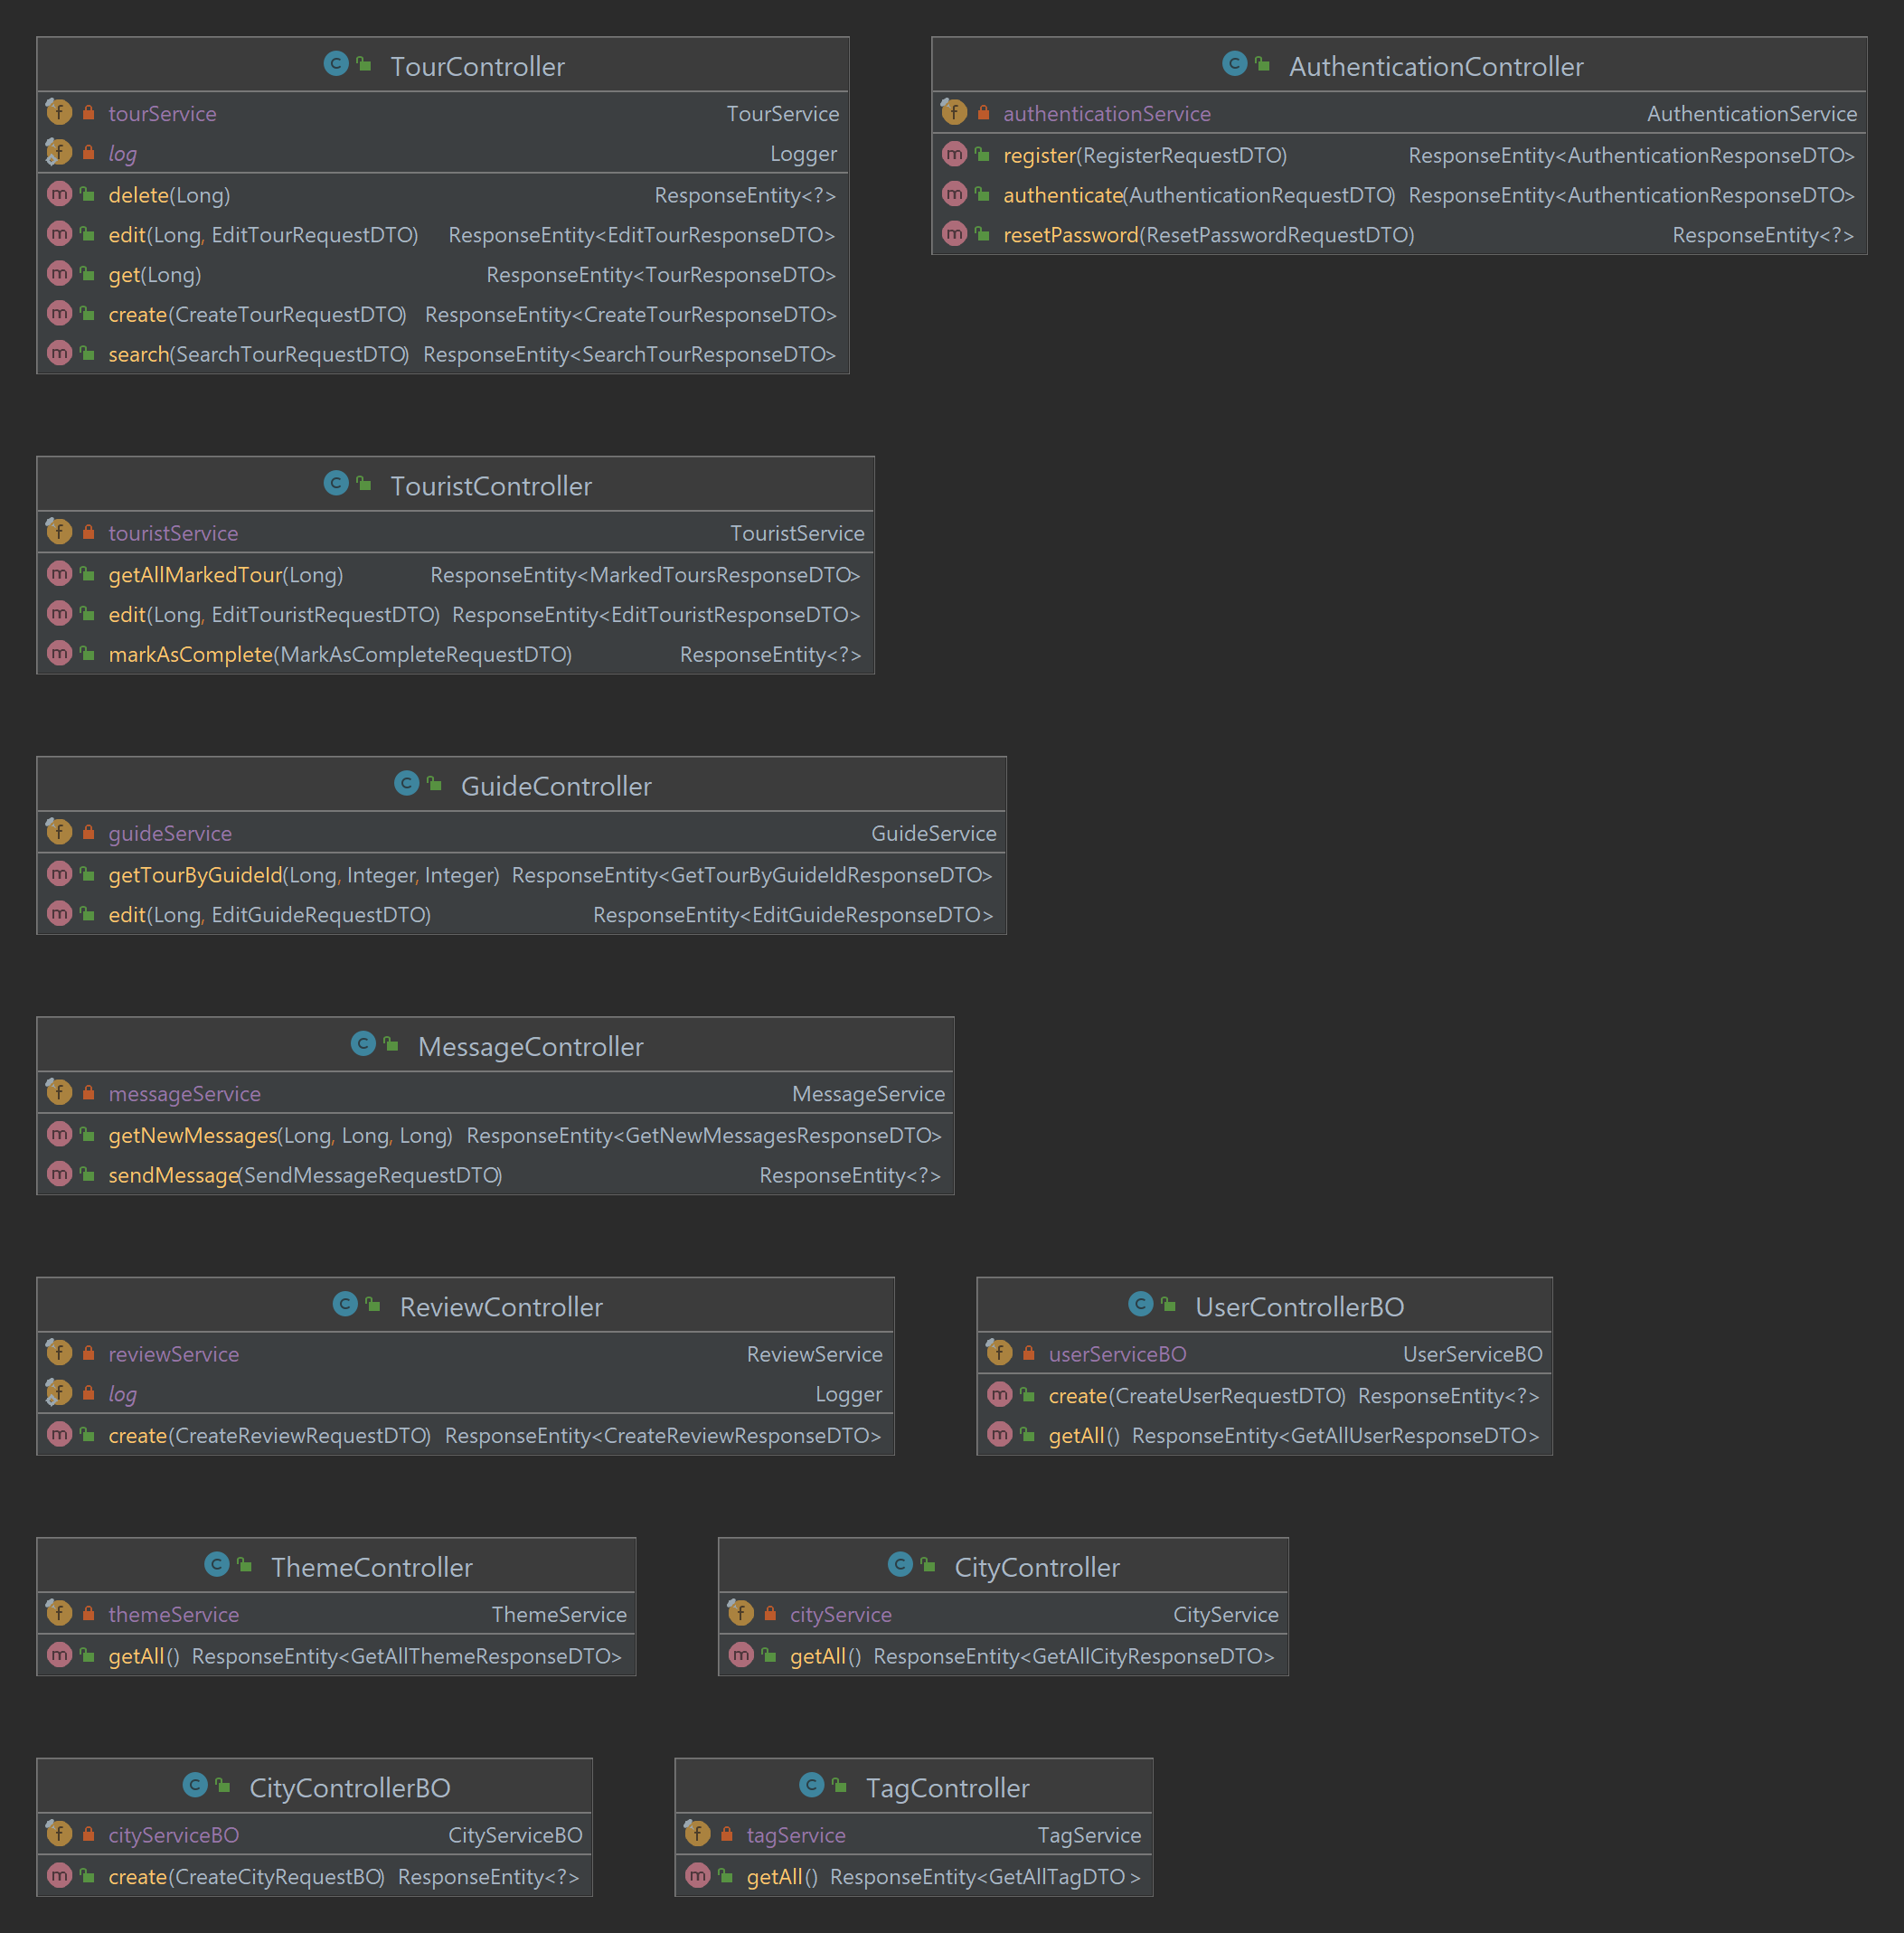 TourController
tourService TourService
log Logger
delete(Long) ResponseEntity<?>
edit(Long, EditTourRequestDTO) ResponseEntity<EditTourResponseDTO>
get(Long) ResponseEntity<TourResponseDTO>
create(CreateTourRequestDTO) ResponseEntity<CreateTourResponseDTO>
search(SearchTourRequestDTO) ResponseEntity<SearchTourResponseDTO>
AuthenticationController
authenticationService AuthenticationService
register(RegisterRequestDTO) ResponseEntity<AuthenticationResponseDTO>
authenticate(AuthenticationRequestDTO) ResponseEntity<AuthenticationResponseDTO>
resetPassword(ResetPasswordRequestDTO) ResponseEntity<?>
TouristController
touristService TouristService
getAllMarkedTour(Long) ResponseEntity<MarkedToursResponseDTO>
edit(Long, EditTouristRequestDTO) ResponseEntity<EditTouristResponseDTO>
markAsComplete(MarkAsCompleteRequestDTO) ResponseEntity<?>
GuideController
guideService GuideService
getTourByGuideId(Long, Integer, Integer) ResponseEntity<GetTourByGuideIdResponseDTO>
edit(Long, EditGuideRequestDTO) ResponseEntity<EditGuideResponseDTO>
MessageController
messageService MessageService
getNewMessages(Long, Long, Long) ResponseEntity<GetNewMessagesResponseDTO>
sendMessage(SendMessageRequestDTO) ResponseEntity<?>
ReviewController
reviewService ReviewService
log Logger
create(CreateReviewRequestDTO) ResponseEntity<CreateReviewResponseDTO>
UserControllerBO
userServiceBO UserServiceBO
create(CreateUserRequestDTO) ResponseEntity<?>
getAll() ResponseEntity<GetAllUserResponseDTO>
ThemeController
themeService ThemeService
getAll() ResponseEntity<GetAllThemeResponseDTO>
CityController
cityService CityService
getAll() ResponseEntity<GetAllCityResponseDTO>
CityControllerBO
cityServiceBO CityServiceBO
create(CreateCityRequestBO) ResponseEntity<?>
TagController
tagService TagService
getAll() ResponseEntity<GetAllTagDTO>